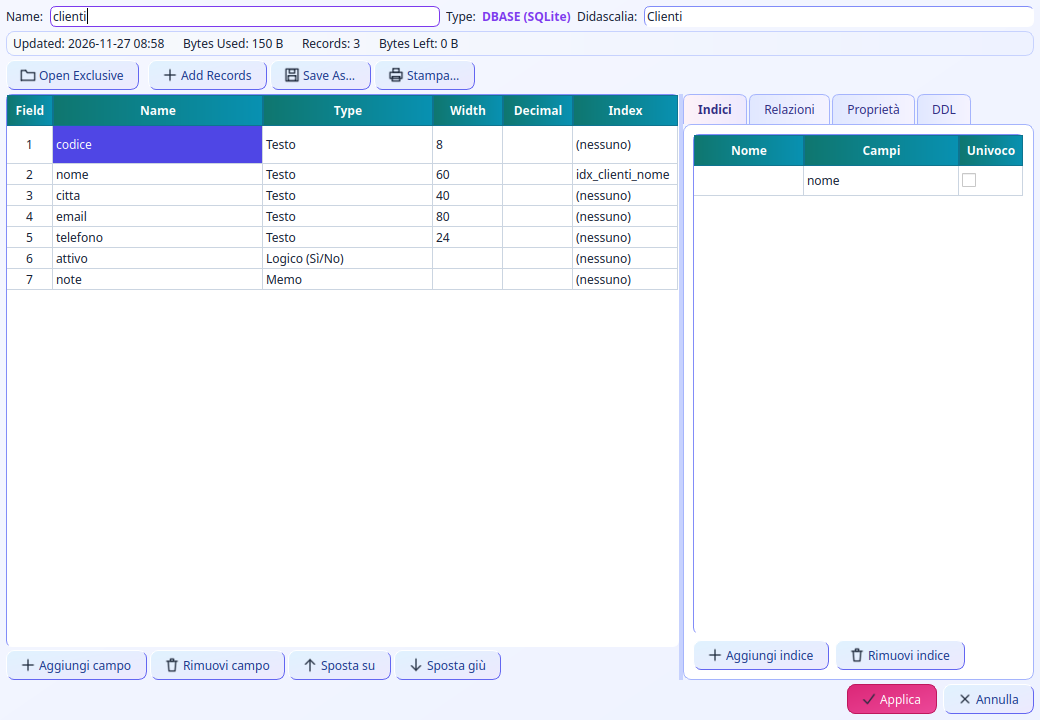 Name: clienti Type: DBASE (SQLite) Didascalia: Clienti
Updated: 2026-11-27 08:58 Bytes Used: 150 B Records: 3 Bytes Left: 0 B
Open Exclusive Add Records Save As... Stampa...
Field Name Type Width Decimal Index
1 codice Testo 8 (nessuno)
2 nome Testo 60 idx_clienti_nome
3 citta Testo 40 (nessuno)
4 email Testo 80 (nessuno)
5 telefono Testo 24 (nessuno)
6 attivo Logico (Sì/No) (nessuno)
7 note Memo (nessuno)
Aggiungi campo Rimuovi campo Sposta su Sposta giù
Indici Relazioni Proprietà DDL
Nome Campi Univoco
nome
Aggiungi indice Rimuovi indice
Applica Annulla